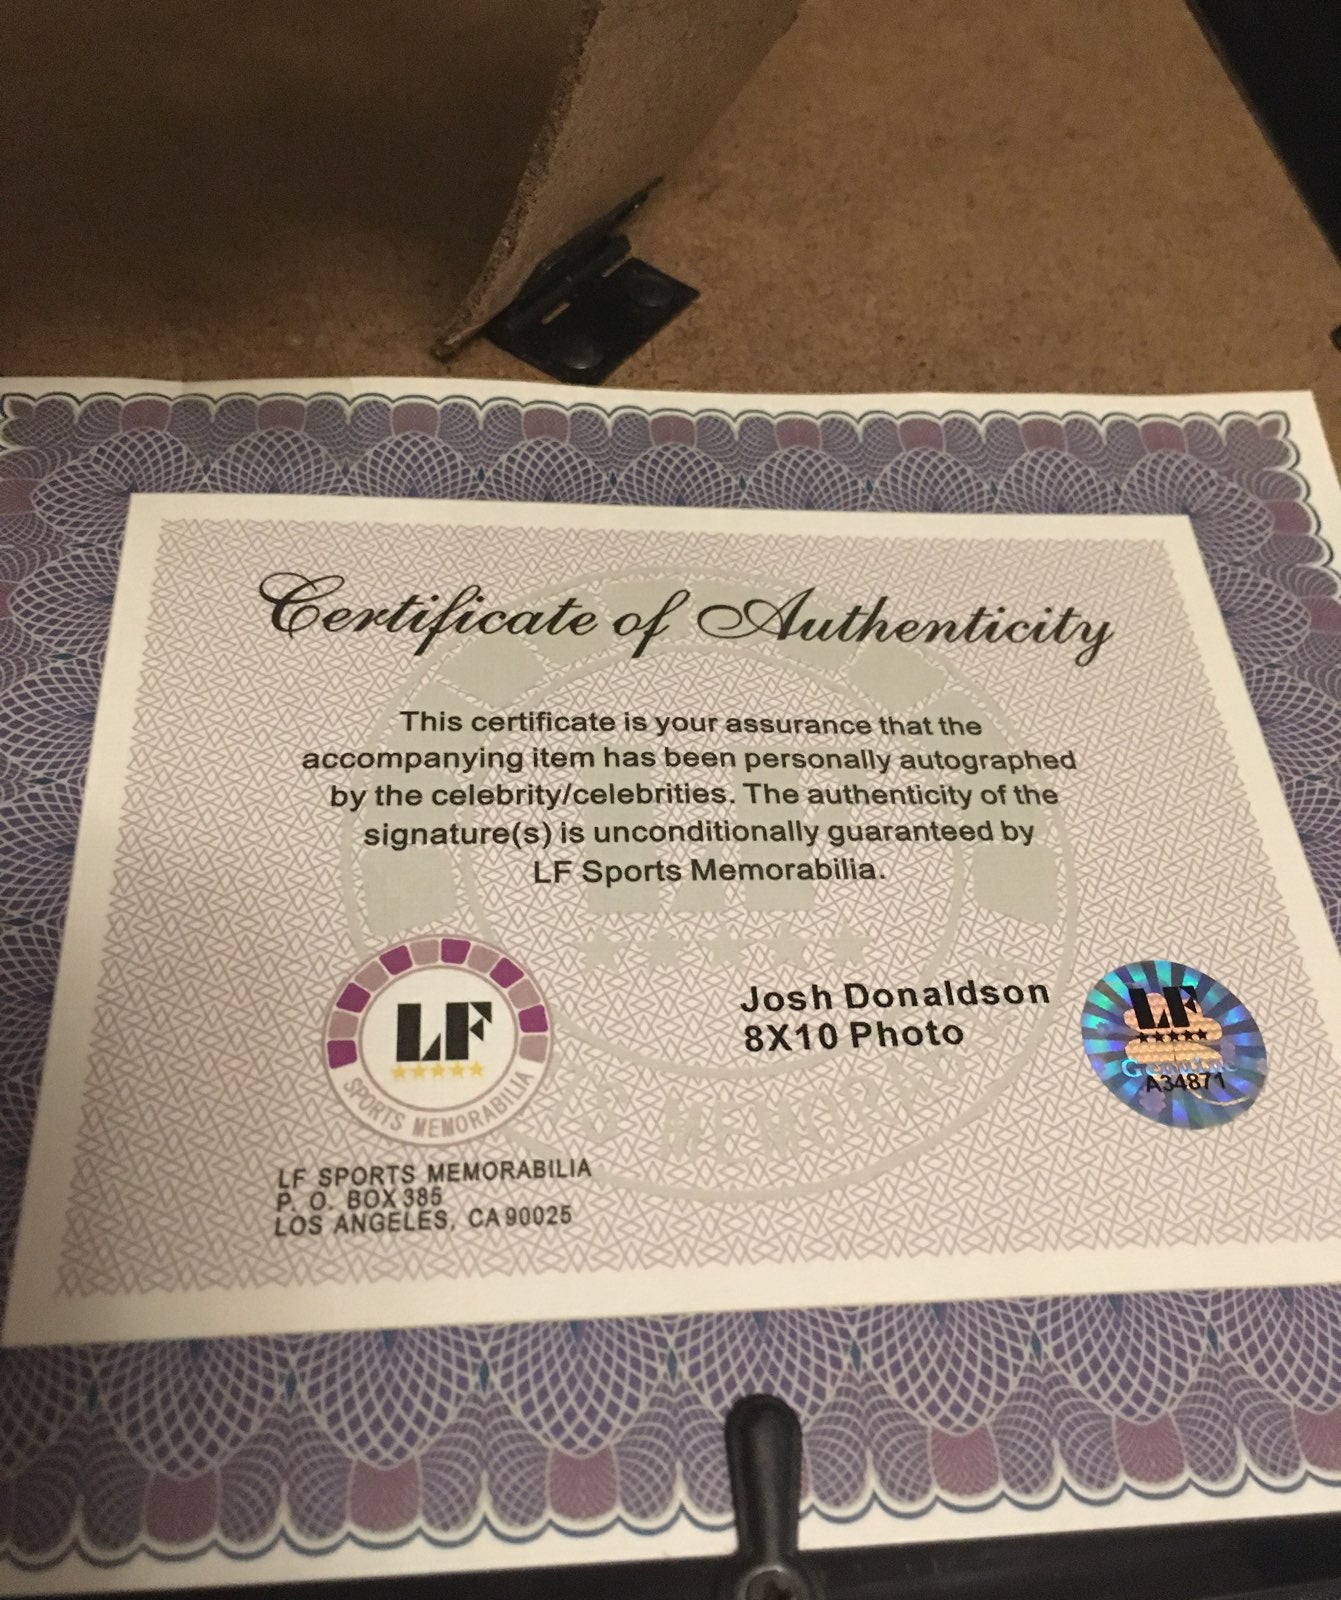 Certificate of Authenticity
This certificate is your assurance that the
accompanying item has been personally autographed
by the celebrity/celebrities. The authenticity of the
signature(s) is unconditionally guaranteed by
LF Sports Memorabilia.
LF
SPORTS MEMORABILIA
Josh Donaldson
8X10 Photo
LF
Genuine
A34871
LF SPORTS MEMORABILIA
P. O. BOX 385
LOS ANGELES, CA 90025